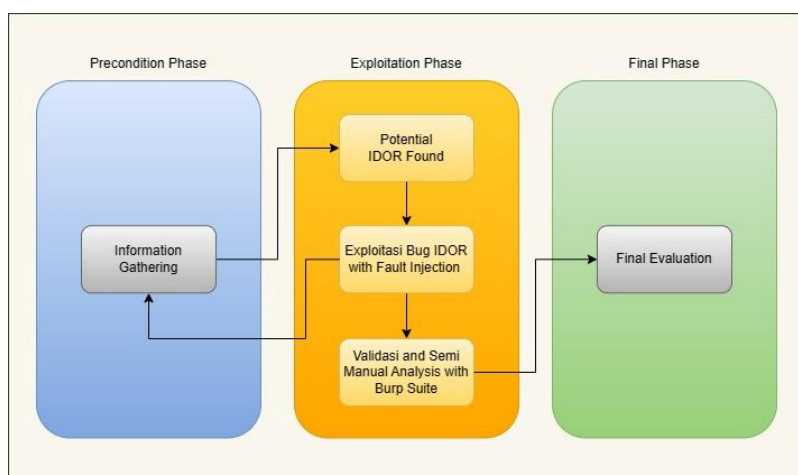 Precondition Phase
Exploitation Phase
Final Phase
Potential
IDOR Found
Information
Gathering
Exploitasi Bug IDOR
with Fault Injection
Final Evaluation
Validasi and Semi
Manual Analysis with
Burp Suite